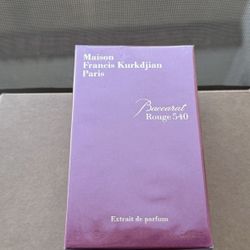 Maison
Francis Kurkdjian
Paris
Baccarat
Rouge 540
Extrait de parfum